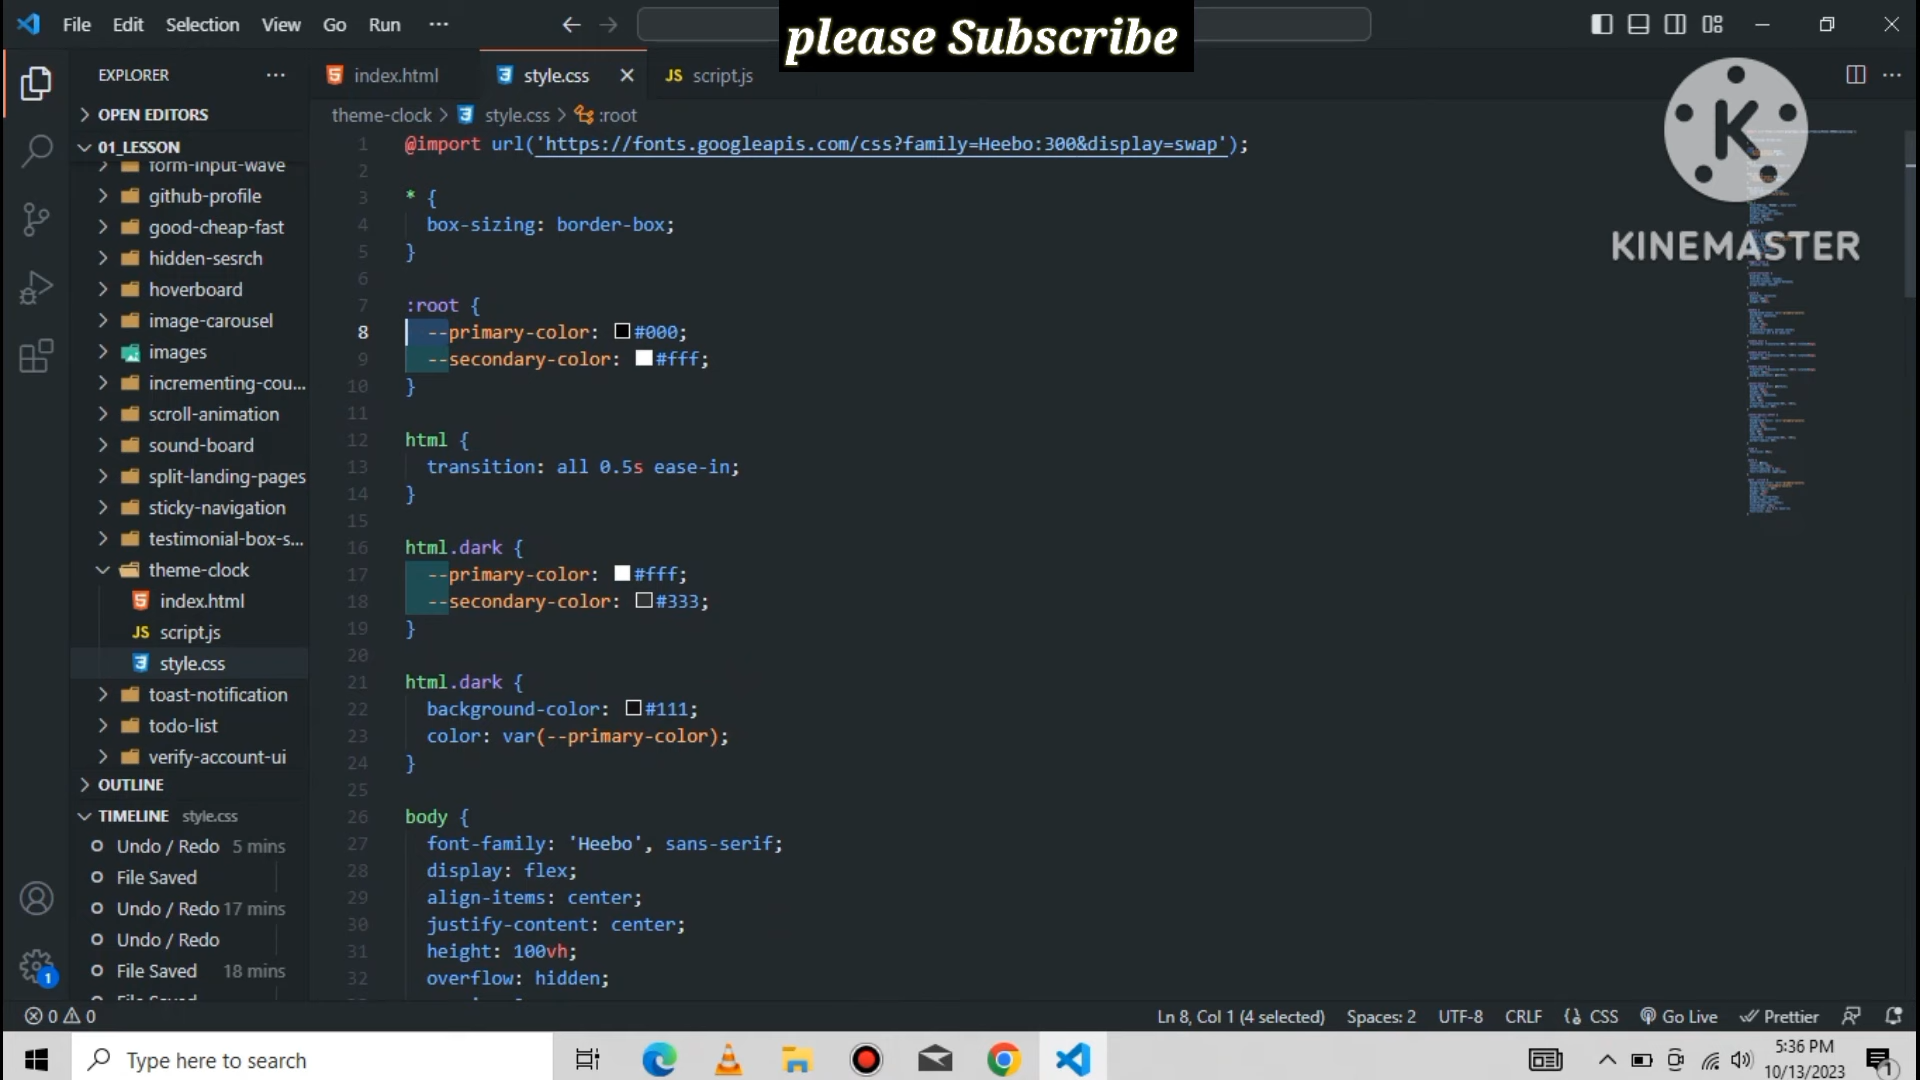 File Edit Selection View Go Run ...
please Subscribe
EXPLORER ...
index.html
style.css
JS script.js
OPEN EDITORS
01_LESSON
form-input-wave
github-profile
good-cheap-fast
hidden-sesrch
hoverboard
image-carousel
images
incrementing-cou...
scroll-animation
sound-board
split-landing-pages
sticky-navigation
testimonial-box-s...
theme-clock
index.html
JS script.js
style.css
toast-notification
todo-list
verify-account-ui
OUTLINE
TIMELINE style.css
Undo / Redo 5 mins
File Saved
Undo / Redo 17 mins
Undo / Redo
File Saved 18 mins
File Saved
theme-clock > style.css > :root
1 @import url('https://fonts.googleapis.com/css?family=Heebo:300&display=swap');
2
3 * {
4 box-sizing: border-box;
5 }
6
7 :root {
8 --primary-color: #000;
9 --secondary-color: #fff;
10 }
11
12 html {
13 transition: all 0.5s ease-in;
14 }
15
16 html.dark {
17 --primary-color: #fff;
18 --secondary-color: #333;
19 }
20
21 html.dark {
22 background-color: #111;
23 color: var(--primary-color);
24 }
25
26 body {
27 font-family: 'Heebo', sans-serif;
28 display: flex;
29 align-items: center;
30 justify-content: center;
31 height: 100vh;
32 overflow: hidden;
K
KINEMASTER
0 0
Ln 8, Col 1 (4 selected) Spaces: 2 UTF-8 CRLF CSS Go Live Prettier
1
Type here to search
5:36 PM
10/13/2023
1